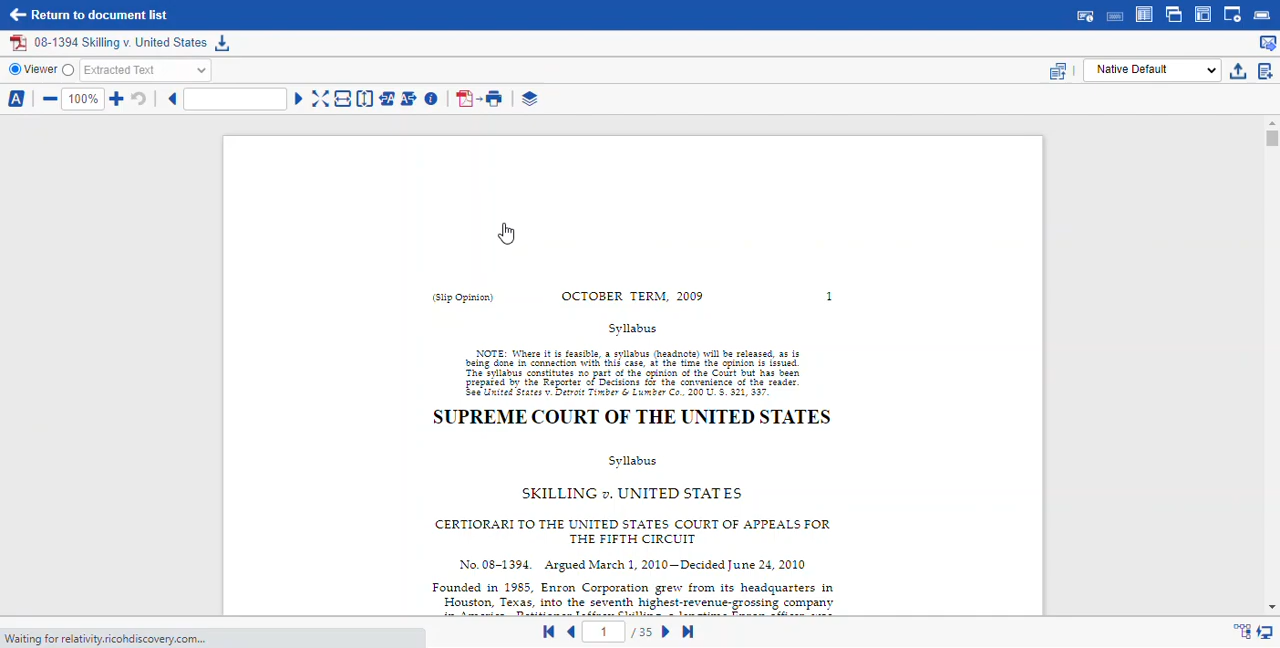 Return to document list
08-1394 Skilling v. United States
Viewer Extracted Text Native Default
A 100%
(Slip Opinion) OCTOBER TERM, 2009 1
Syllabus
NOTE: Where it is feasible, a syllabus (headnote) will be released, as is
being done in connection with this case, at the time the opinion is issued.
The syllabus constitutes no part of the opinion of the Court but has been
prepared by the Reporter of Decisions for the convenience of the reader.
See United States v. Detroit Timber & Lumber Co., 200 U. S. 321, 337.
SUPREME COURT OF THE UNITED STATES
Syllabus
SKILLING v. UNITED STATES
CERTIORARI TO THE UNITED STATES COURT OF APPEALS FOR
THE FIFTH CIRCUIT
No. 08–1394. Argued March 1, 2010—Decided June 24, 2010
Founded in 1985, Enron Corporation grew from its headquarters in
Houston, Texas, into the seventh highest-revenue-grossing company
Waiting for relativity.ricohdiscovery.com...
1 / 35